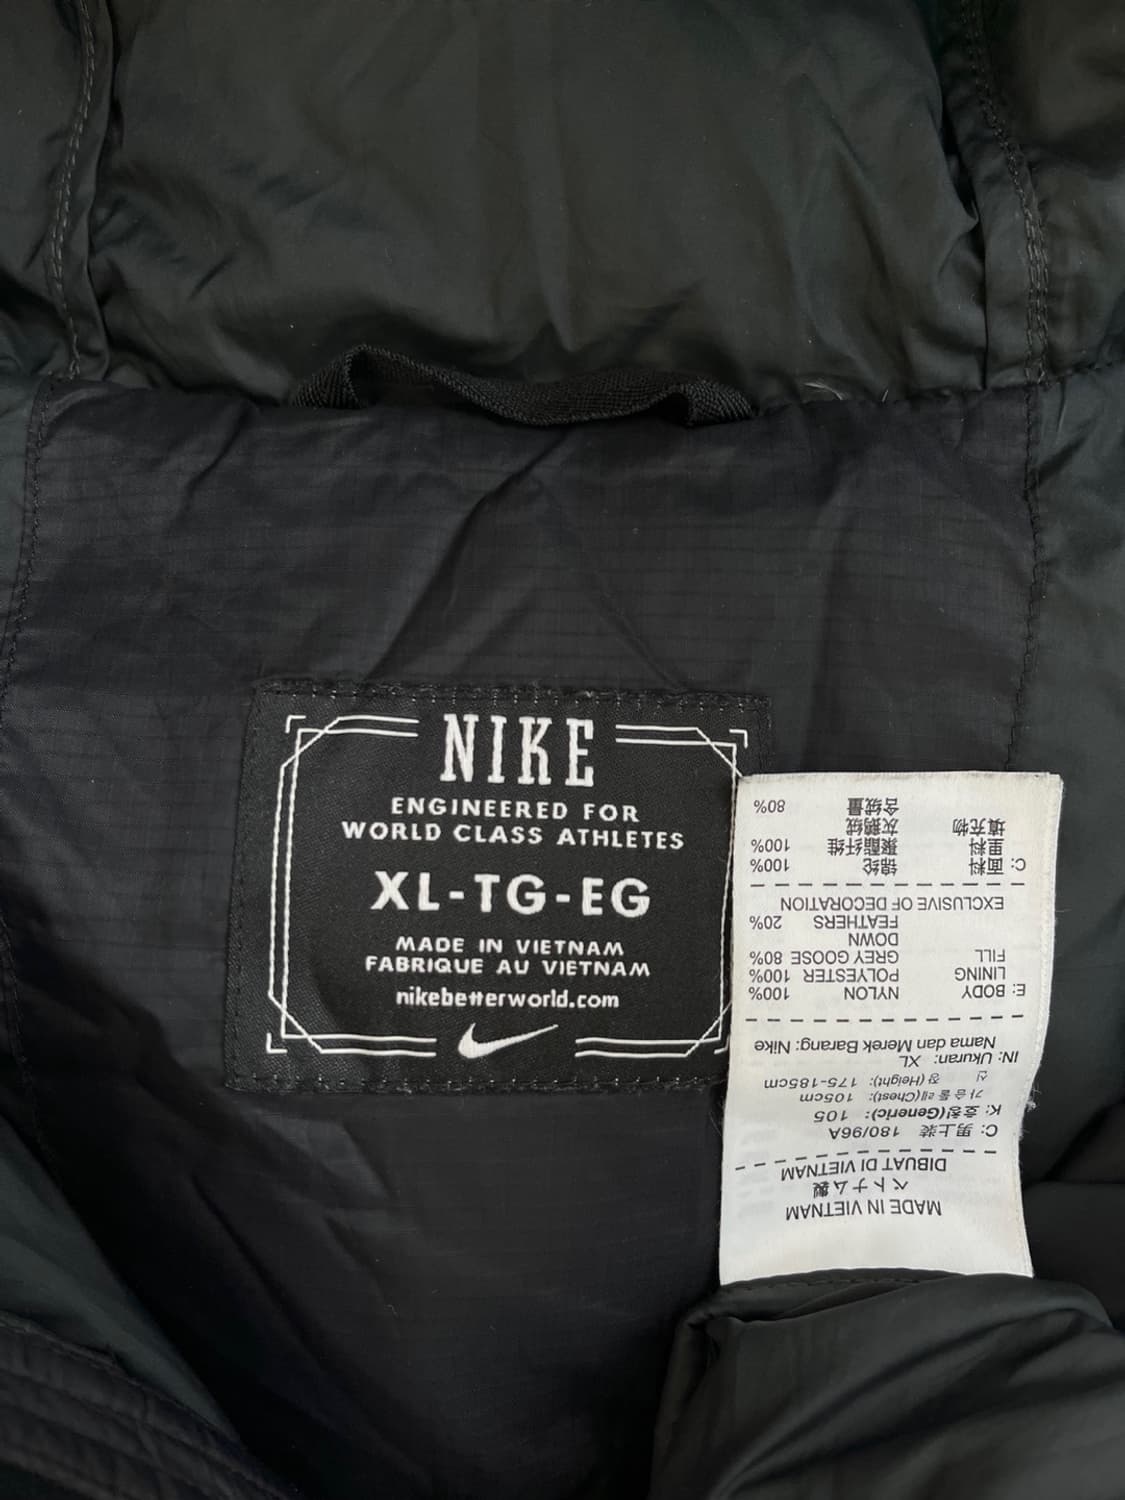 NIKE
ENGINEERED FOR
WORLD CLASS ATHLETES
XL-TG-EG
MADE IN VIETNAM
FABRIQUE AU VIETNAM
nikebetterworld.com
MADE IN VIETNAM
ベトナム製
DIBUAT DI VIETNAM
C: 男上装 180/96A
K: 호칭(Generic): 105
가슴둘레(Chest): 105cm
신장(Height): 175-185cm
IN: Ukuran: XL
Nama dan Merek Barang: Nike
E: BODY NYLON 100%
LINING POLYESTER 100%
FILL GREY GOOSE 80%
DOWN
FEATHERS 20%
EXCLUSIVE OF DECORATION
C: 面料 锦纶 100%
里料 聚酯纤维 100%
填充物 灰鹅绒
含绒量 80%